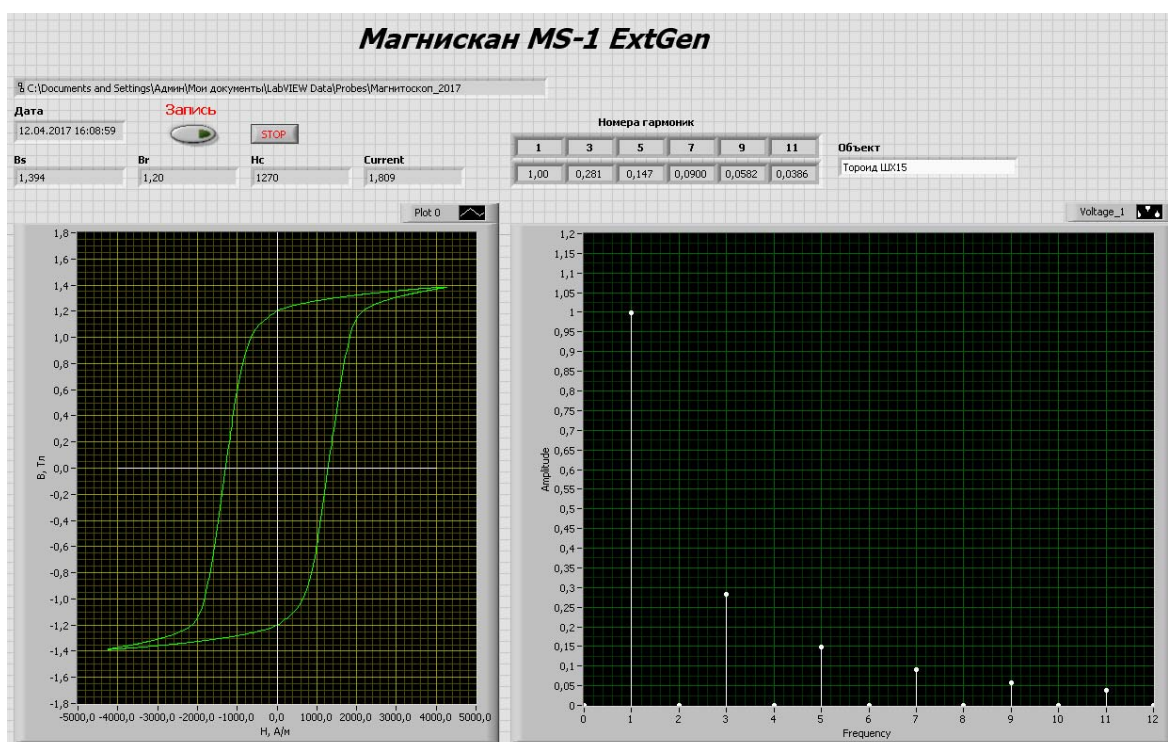 Магнискан MS-1 ExtGen
C:\Documents and Settings\Админ\Мои документы\LabVIEW Data\Probes\Магнитоскоп_2017
Дата
Запись
12.04.2017 16:08:59
STOP
Номера гармоник
Bs Br Hc Current
1,394 1,20 1270 1,809
1 3 5 7 9 11
1,00 0,281 0,147 0,0900 0,0582 0,0386
Объект
Тороид ШХ15
Plot 0
1,8
1,6
1,4
1,2
1,0
0,8
0,6
0,4
0,2
0,0
-0,2
-0,4
-0,6
-0,8
-1,0
-1,2
-1,4
-1,6
-1,8
B, Тл
-5000,0 -4000,0 -3000,0 -2000,0 -1000,0 0,0 1000,0 2000,0 3000,0 4000,0 5000,0
H, А/м
Voltage_1
1,2
1,15
1,1
1,05
1
0,95
0,9
0,85
0,8
0,75
0,7
0,65
0,6
0,55
0,5
0,45
0,4
0,35
0,3
0,25
0,2
0,15
0,1
0,05
0
Amplitude
0 1 2 3 4 5 6 7 8 9 10 11 12
Frequency